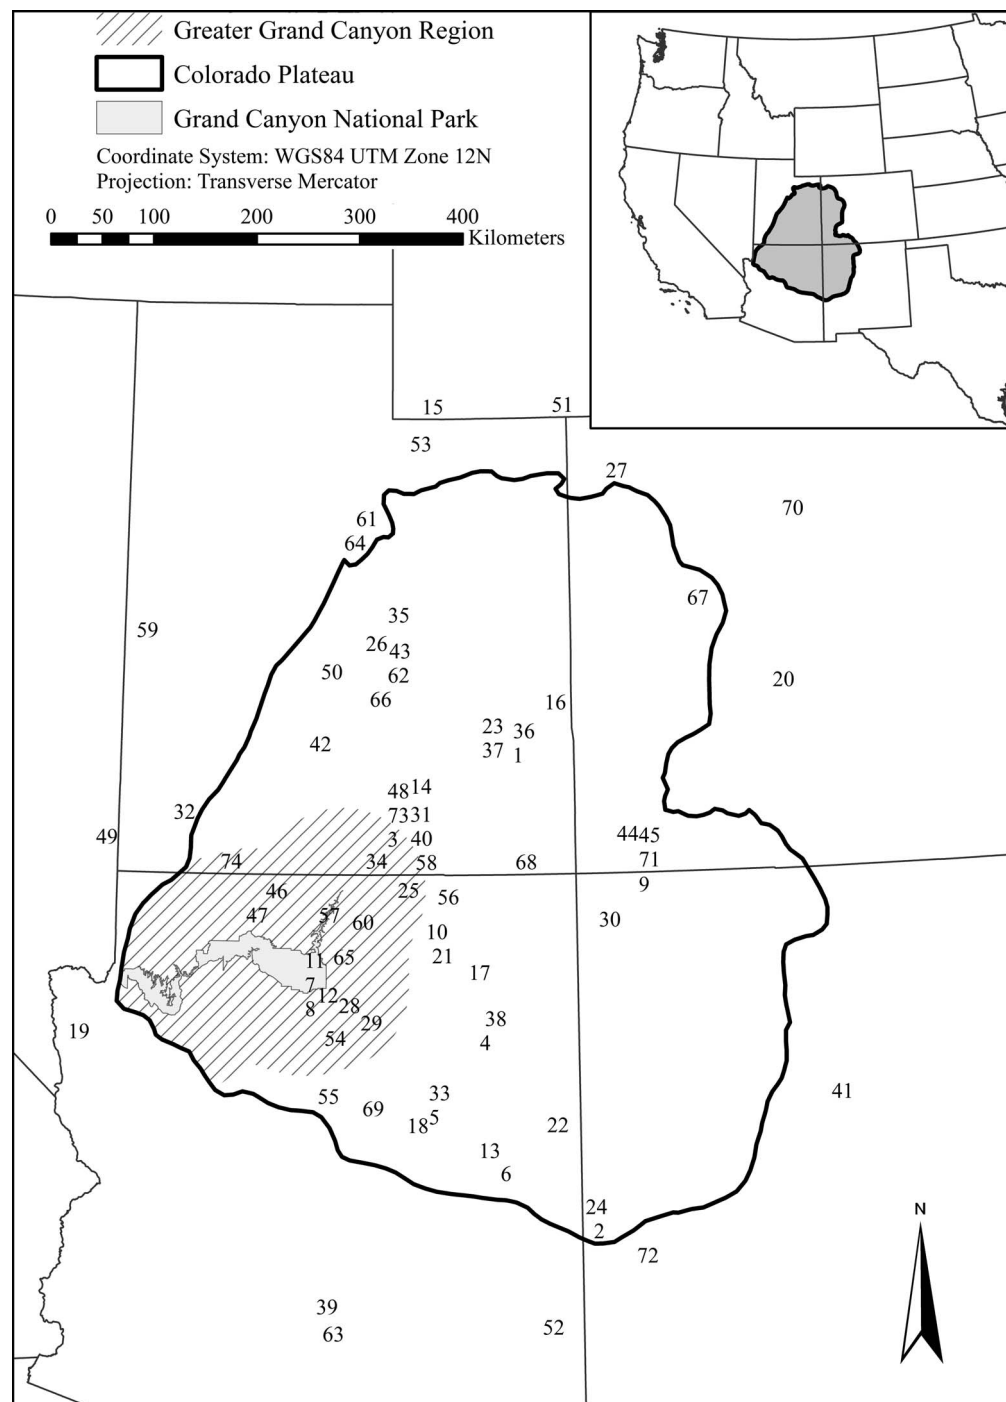 Greater Grand Canyon Region
Colorado Plateau
Grand Canyon National Park
Coordinate System: WGS84 UTM Zone 12N
Projection: Transverse Mercator
0 50 100 200 300 400
Kilometers
15 51
53
27
70
61
64
67
35
59
26 43
50 62 20
66 16
23 36
42 37 1
48 14
32 73 31
49 3 40 44 45
74 34 58 68 71
46 25 56 9
47 57 60 30
10
11 65 21
7 17
12
8 28
29 38
19 54 4
55 33 41
69 5
18 22
13
6
24
2
72
N
39
63 52